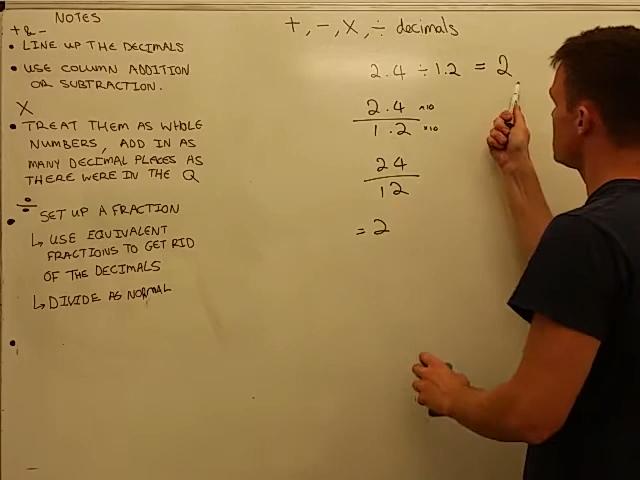 NOTES
+ & -
• LINE UP THE DECIMALS
• USE COLUMN ADDITION
OR SUBTRACTION.
X
• TREAT THEM AS WHOLE
NUMBERS, ADD IN AS
MANY DECIMAL PLACES AS
THERE WERE IN THE Q
÷
• SET UP A FRACTION
↳ USE EQUIVALENT
FRACTIONS TO GET RID
OF THE DECIMALS
↳ DIVIDE AS NORMAL
•
+, -, X, ÷ decimals
2.4 ÷ 1.2 = 2
2.4 ×10
1.2 ×10
24
12
= 2